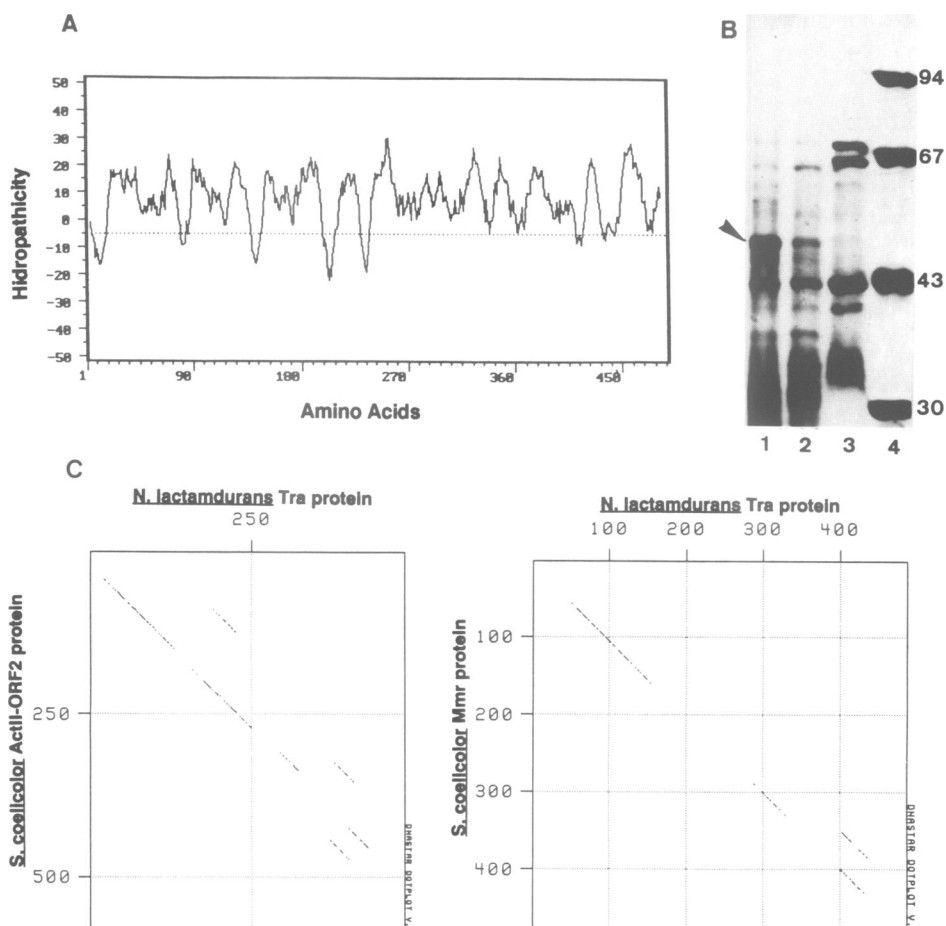 A
50
40
30
20
10
0
-10
-20
-30
-40
-50
Hidropathicity
1 90 180 270 360 450
Amino Acids
B
94
67
43
30
1 2 3 4
C
N. lactamdurans Tra protein
250
S. coelicolor ActII-ORF2 protein
250
500
DNASTAR DOTPLOT V.
N. lactamdurans Tra protein
100 200 300 400
S. coelicolor Mmr protein
100
200
300
400
DNASTAR DOTPLOT V.